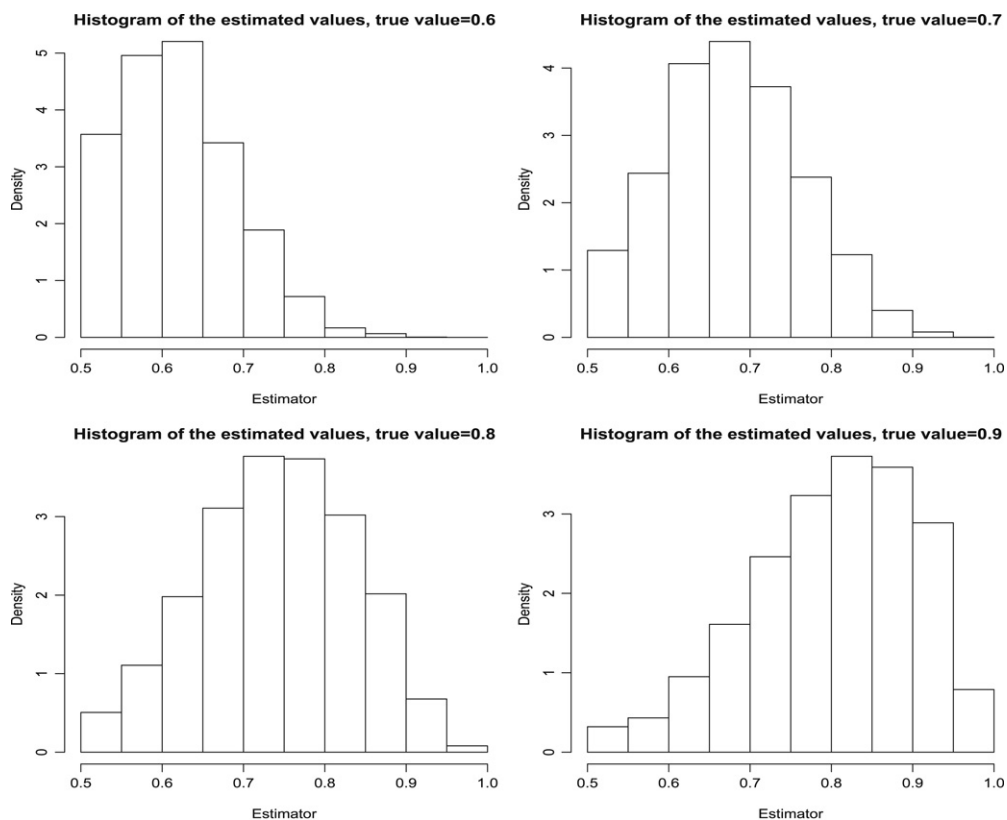 Histogram of the estimated values, true value=0.6
Density
0 1 2 3 4 5
0.5 0.6 0.7 0.8 0.9 1.0
Estimator
Histogram of the estimated values, true value=0.7
Density
0 1 2 3 4
0.5 0.6 0.7 0.8 0.9 1.0
Estimator
Histogram of the estimated values, true value=0.8
Density
0 1 2 3
0.5 0.6 0.7 0.8 0.9 1.0
Estimator
Histogram of the estimated values, true value=0.9
Density
0 1 2 3
0.5 0.6 0.7 0.8 0.9 1.0
Estimator